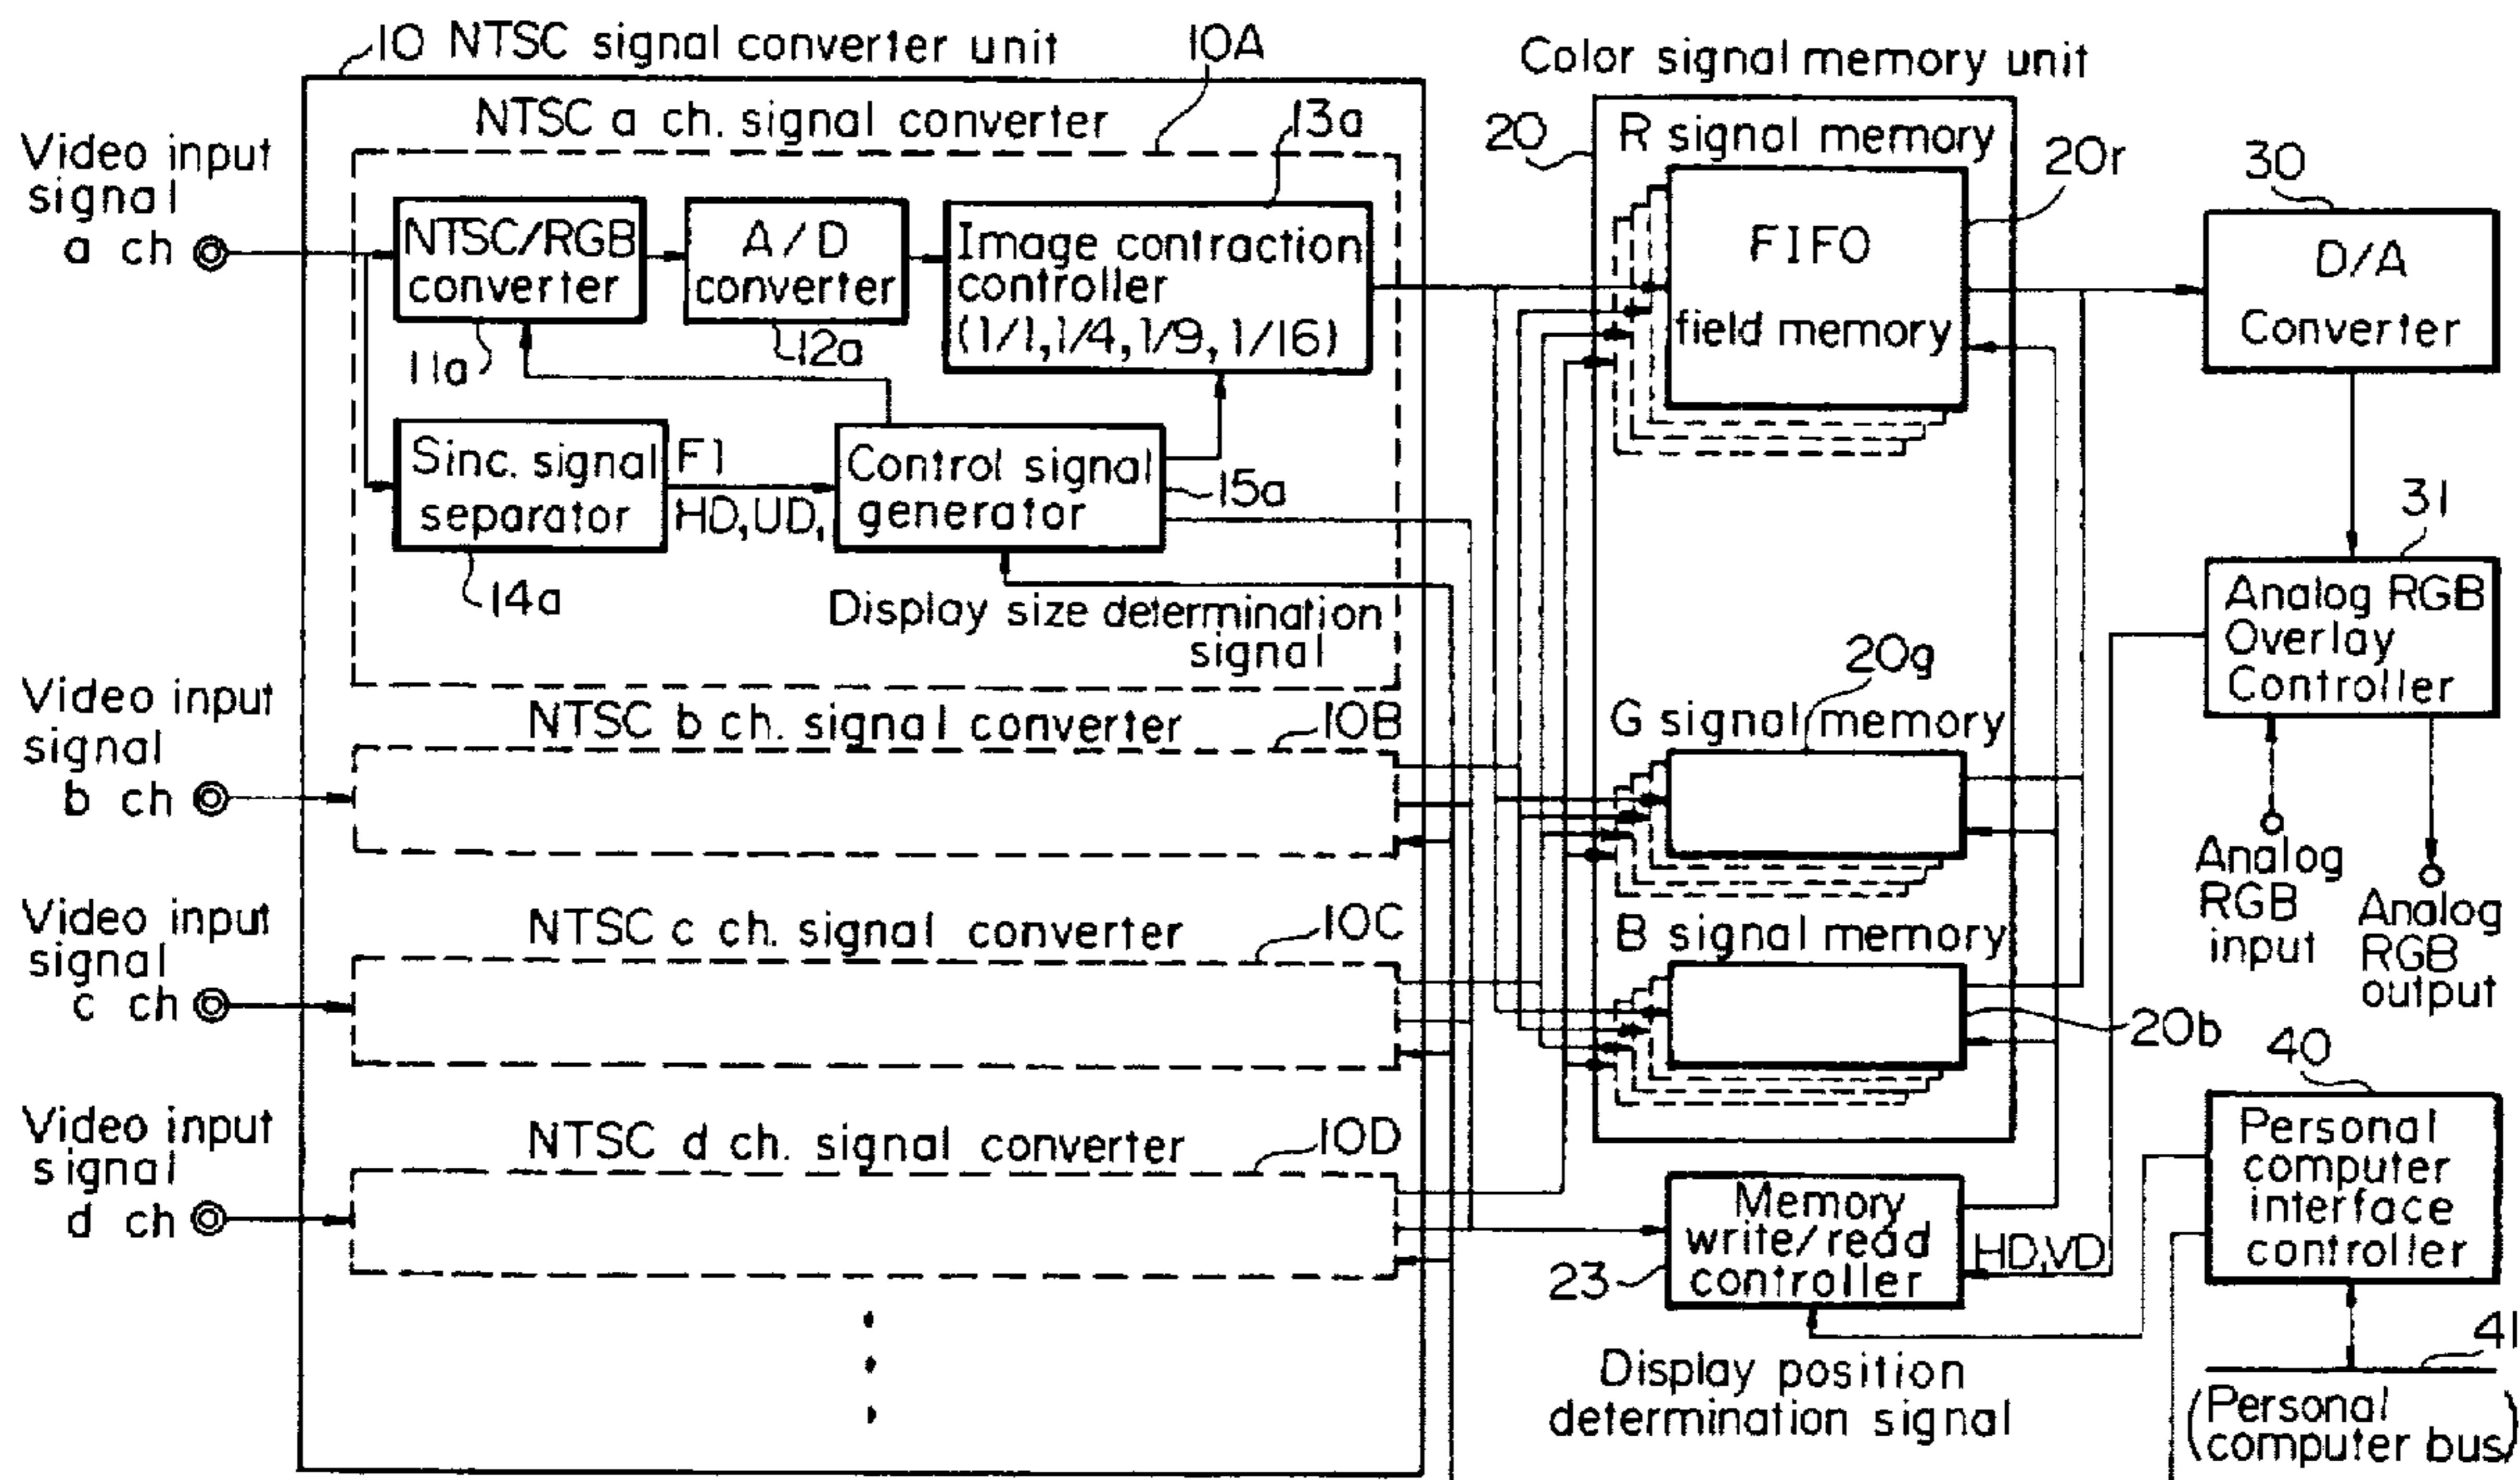 10 NTSC signal converter unit
10A
NTSC a ch. signal converter
13a
Video input
signal
a ch
NTSC/RGB
converter
11a
A/D
converter
12a
Image contraction
controller
(1/1, 1/4, 1/9, 1/16)
Sinc. signal
separator
14a
F1
HD,UD,
Control signal
generator
15a
Display size determination
signal
Video input
signal
b ch
NTSC b ch. signal converter
10B
Video input
signal
c ch
NTSC c ch. signal converter
10C
Video input
signal
d ch
NTSC d ch. signal converter
10D
Color signal memory unit
20
R signal memory
20r
FIFO
field memory
20g
G signal memory
B signal memory
20b
Memory
write/read
controller
23
HD,VD
Display position
determination signal
30
D/A
Converter
31
Analog RGB
Overlay
Controller
Analog
RGB
input
Analog
RGB
output
40
Personal
computer
interface
controller
41
(Personal
computer bus)